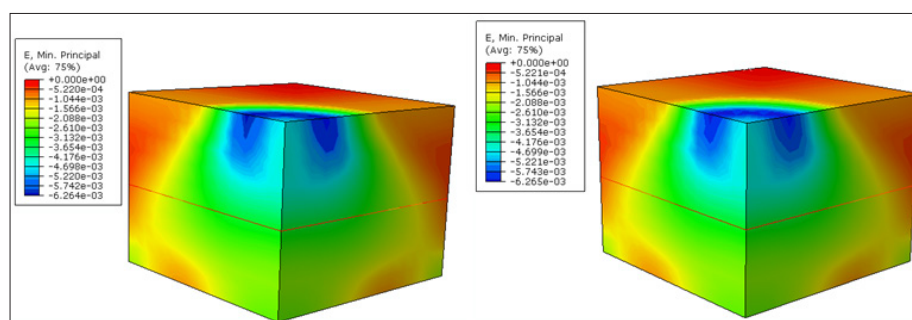 E, Min. Principal
(Avg: 75%)
+0.000e+00
-5.220e-04
-1.044e-03
-1.566e-03
-2.088e-03
-2.610e-03
-3.132e-03
-3.654e-03
-4.176e-03
-4.698e-03
-5.220e-03
-5.742e-03
-6.264e-03
E, Min. Principal
(Avg: 75%)
+0.000e+00
-5.221e-04
-1.044e-03
-1.566e-03
-2.088e-03
-2.610e-03
-3.132e-03
-3.654e-03
-4.176e-03
-4.699e-03
-5.221e-03
-5.743e-03
-6.265e-03